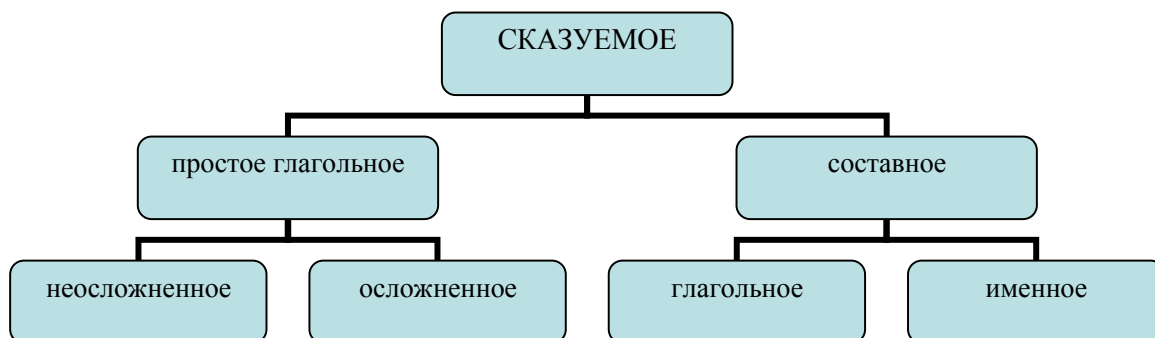 СКАЗУЕМОЕ
простое глагольное
составное
неосложненное
осложненное
глагольное
именное